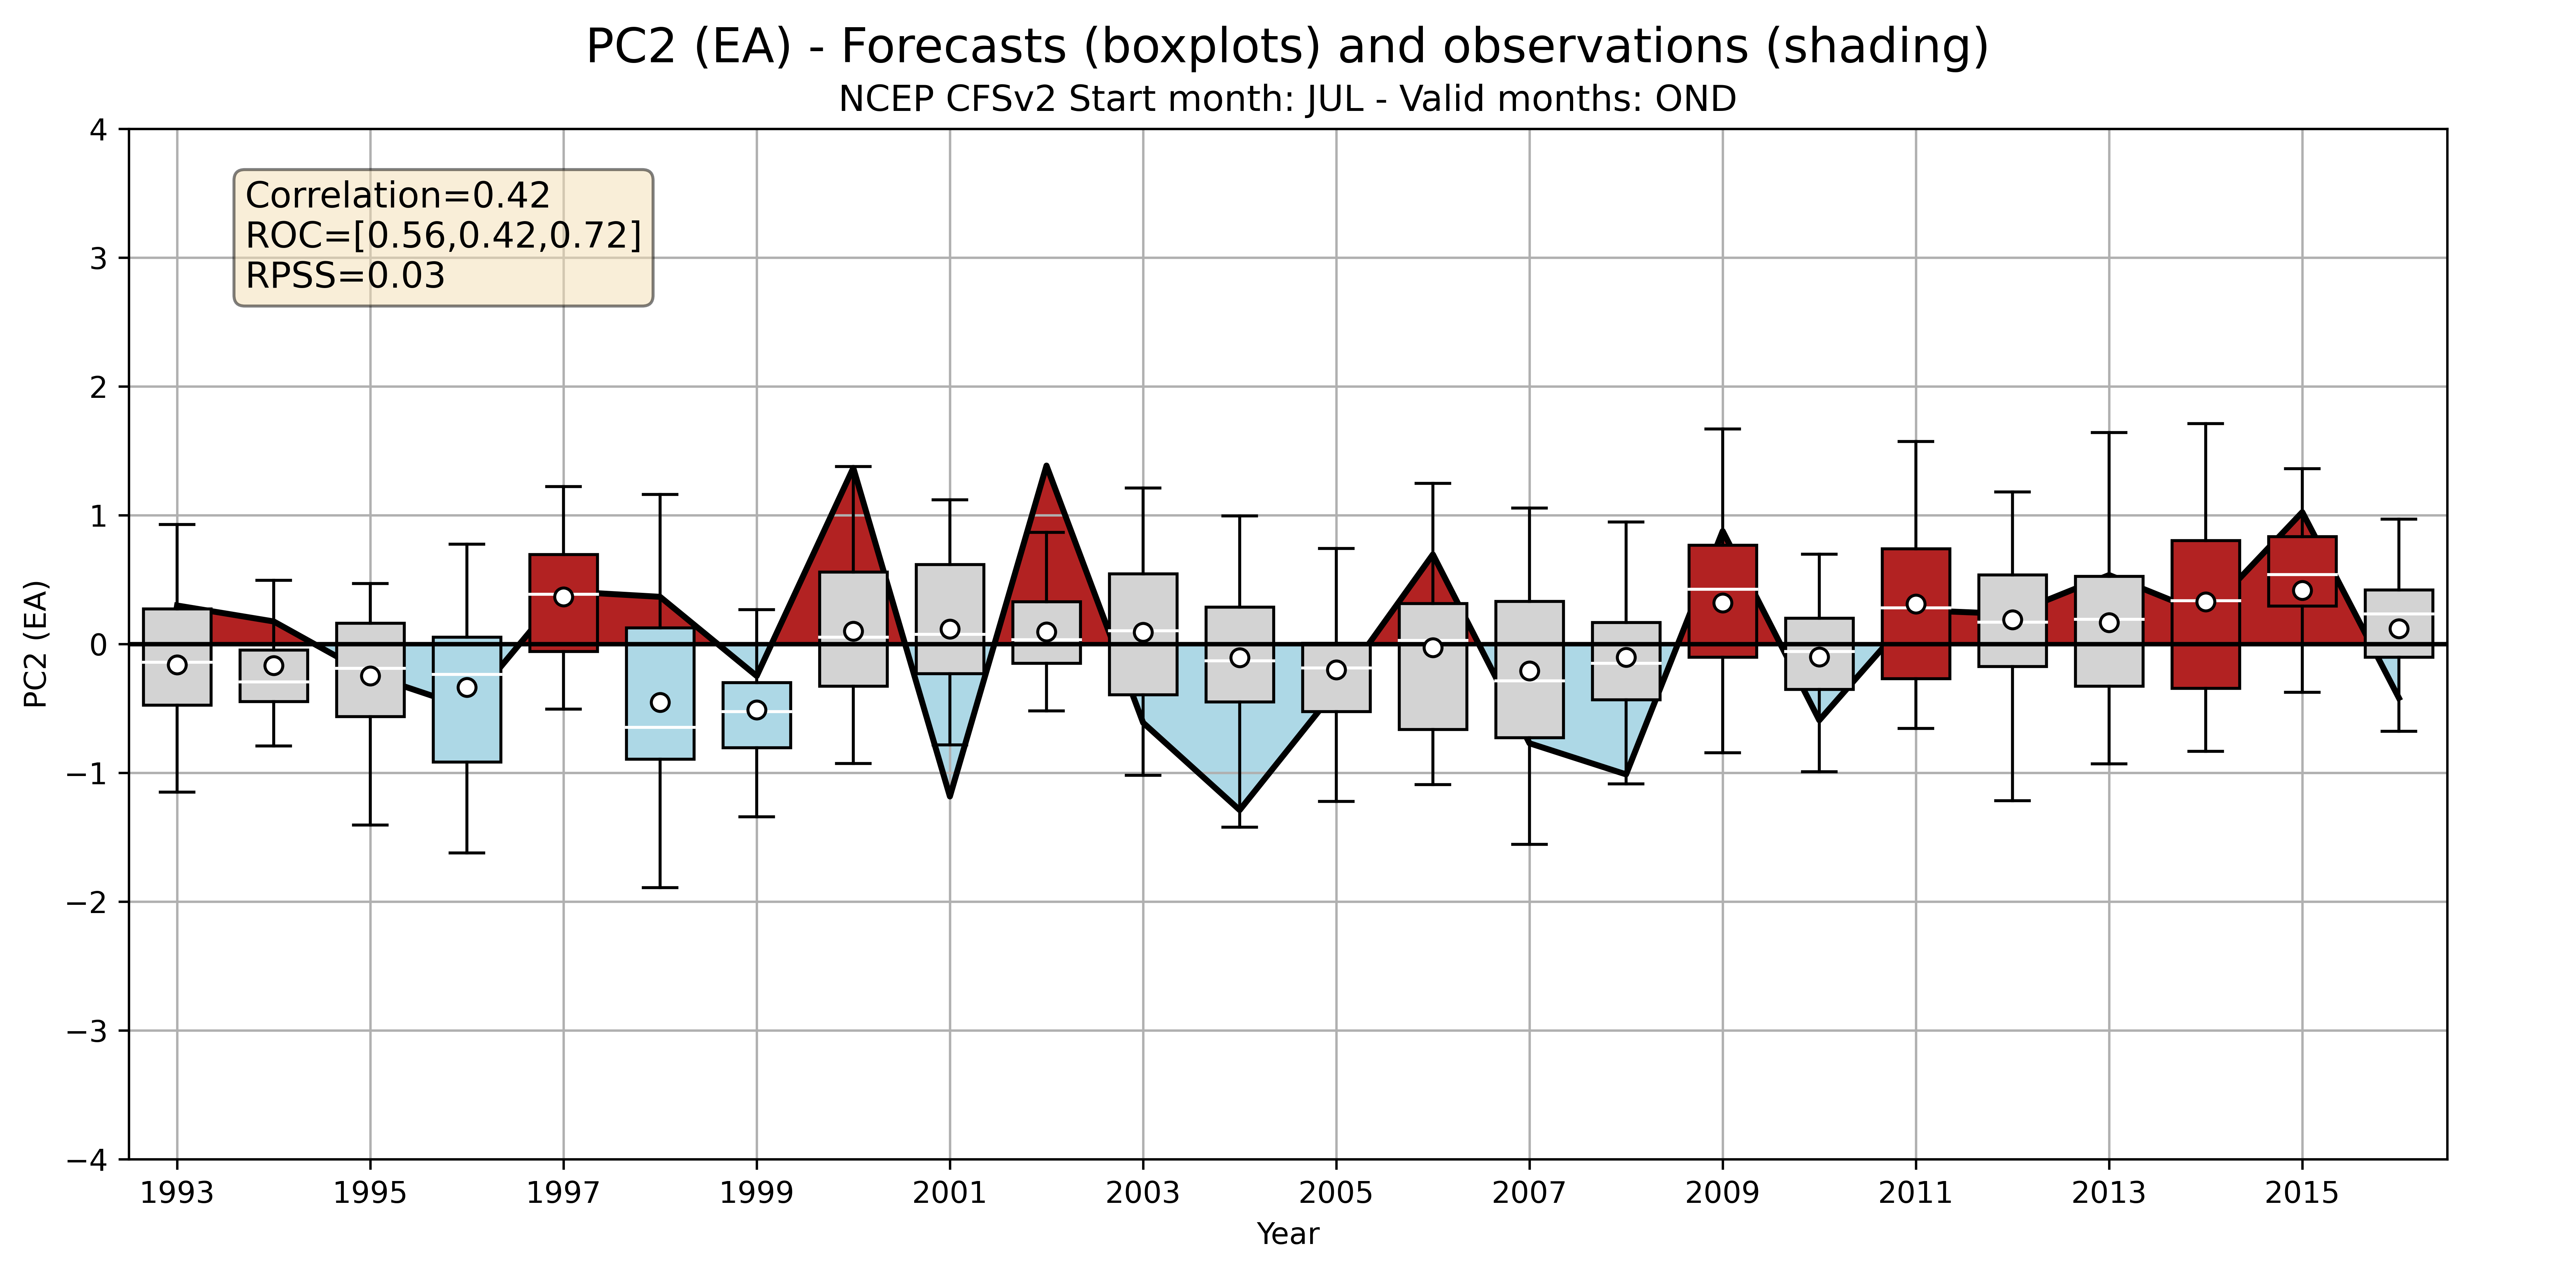 PC2 (EA) - Forecasts (boxplots) and observations (shading)
NCEP CFSv2 Start month: JUL - Valid months: OND
Correlation=0.42
ROC=[0.56,0.42,0.72]
RPSS=0.03
PC2 (EA)
4
3
2
1
0
−1
−2
−3
−4
1993 1995 1997 1999 2001 2003 2005 2007 2009 2011 2013 2015
Year